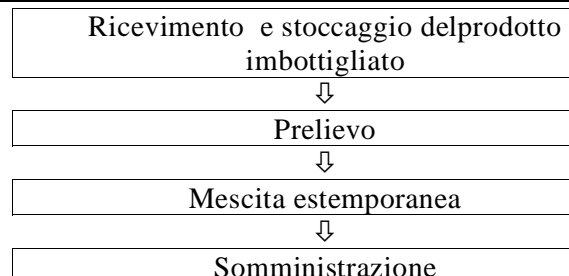 Ricevimento  e stoccaggio delprodotto
imbottigliato
⇩
Prelievo
⇩
Mescita estemporanea
⇩
Somministrazione